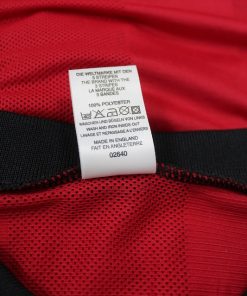 DIE WELTMARKE MIT DEN
3 STREIFEN
THE BRAND WITH THE
3 STRIPES
LA MARQUE AUX
3 BANDES
100% POLYESTER
WASCHEN UND BÜGELN VON LINKS
WASH AND IRON INSIDE OUT
LAVAGE ET REPASSAGE A L'ENVERS
MADE IN ENGLAND
FAIT EN ANGLETERRE
02640